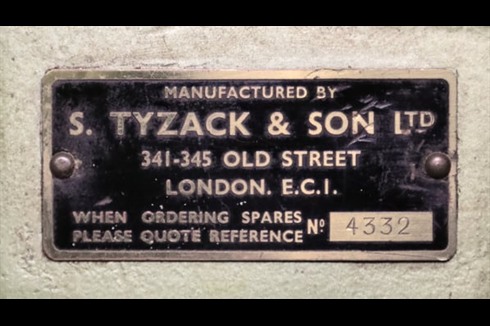 MANUFACTURED BY
S. TYZACK & SON LTD
341-345 OLD STREET
LONDON. E.C.1.
WHEN ORDERING SPARES
PLEASE QUOTE REFERENCE Nº 4332